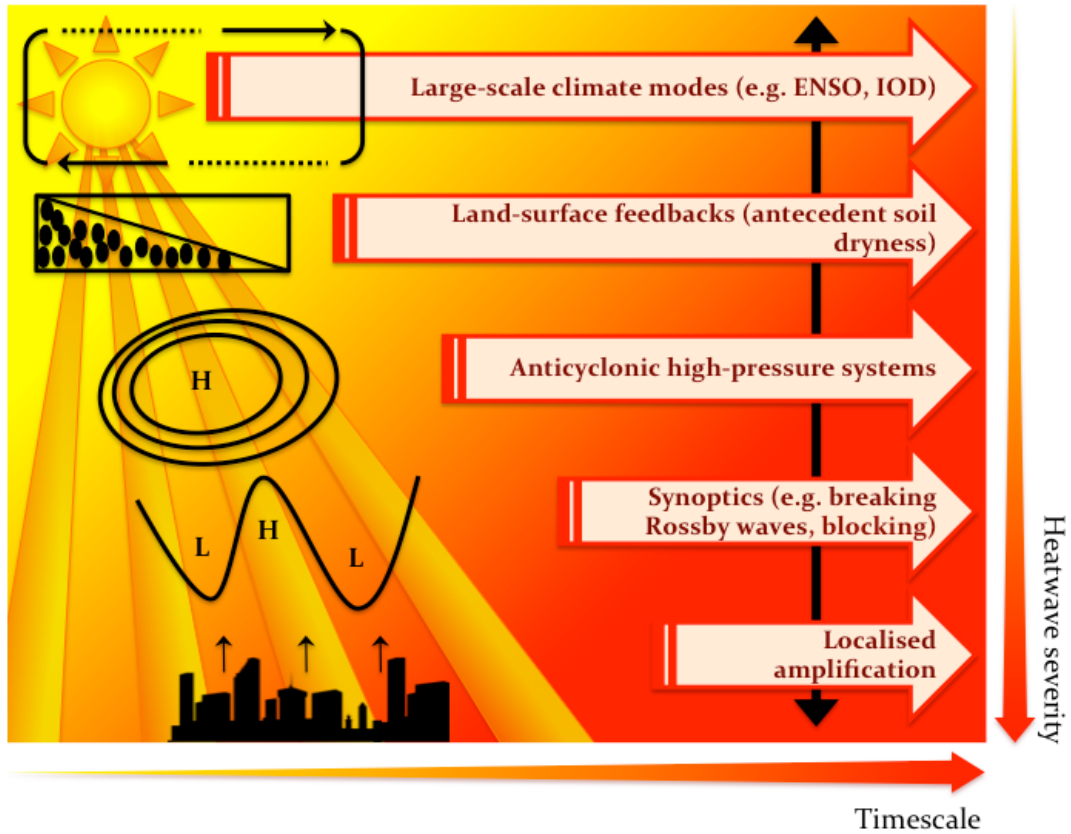 Large-scale climate modes (e.g. ENSO, IOD)
Land-surface feedbacks (antecedent soil
dryness)
H
Anticyclonic high-pressure systems
Synoptics (e.g. breaking
Rossby waves, blocking)
L
H
L
Localised
amplification
Heatwave severity
Timescale